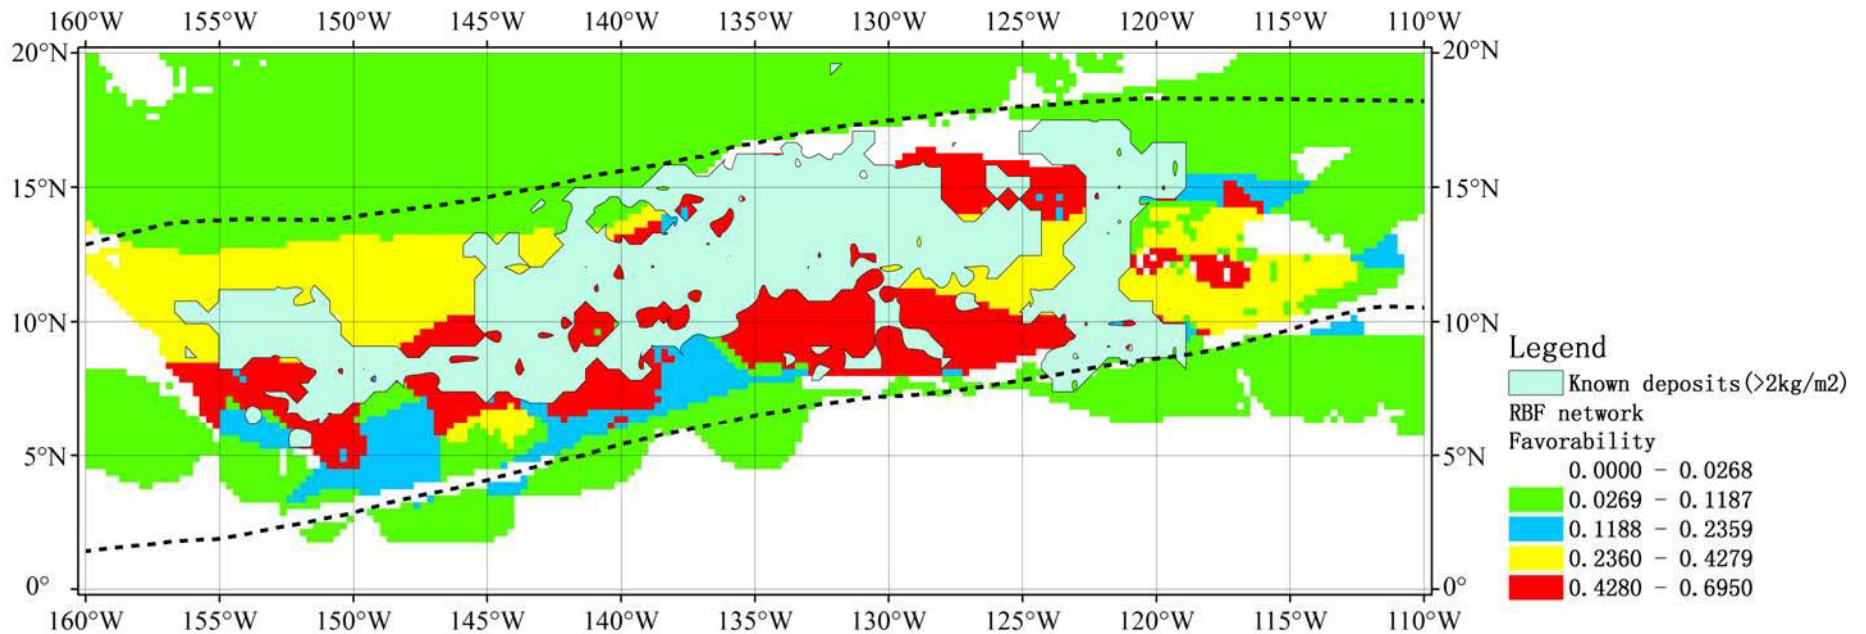 160°W 155°W 150°W 145°W 140°W 135°W 130°W 125°W 120°W 115°W 110°W
20°N 20°N
15°N 15°N
10°N 10°N
5°N 5°N
0° 0°
160°W 155°W 150°W 145°W 140°W 135°W 130°W 125°W 120°W 115°W 110°W
Legend
Known deposits(>2kg/m2)
RBF network
Favorability
0.0000 - 0.0268
0.0269 - 0.1187
0.1188 - 0.2359
0.2360 - 0.4279
0.4280 - 0.6950